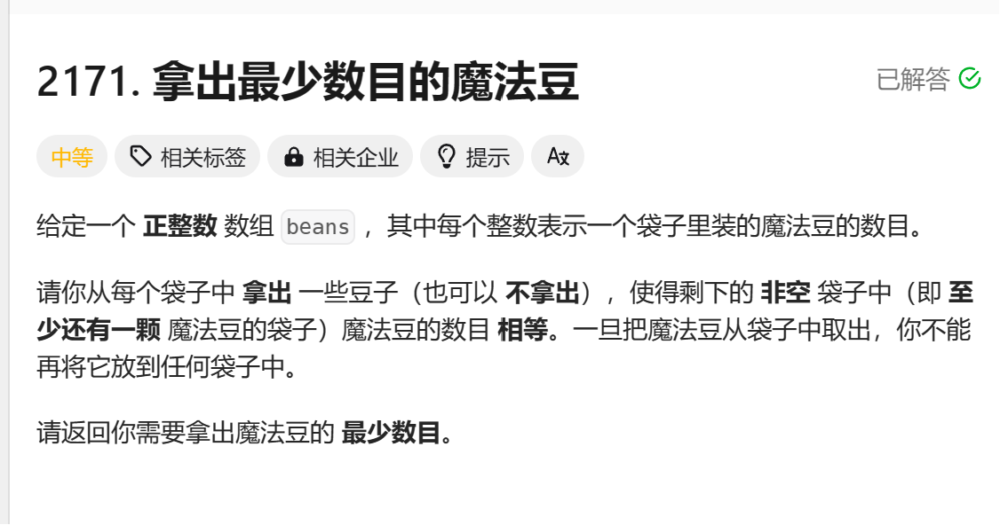 2171. 拿出最少数目的魔法豆
已解答
中等 相关标签 相关企业 提示
给定一个 正整数 数组 beans ，其中每个整数表示一个袋子里装的魔法豆的数目。
请你从每个袋子中 拿出 一些豆子（也可以 不拿出），使得剩下的 非空 袋子中（即 至
少还有一颗 魔法豆的袋子）魔法豆的数目 相等。一旦把魔法豆从袋子中取出，你不能
再将它放到任何袋子中。
请返回你需要拿出魔法豆的 最少数目。